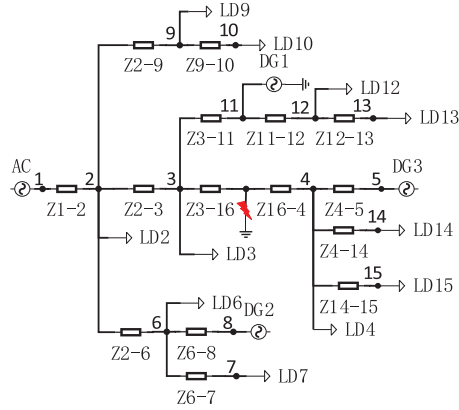 LD9
9 10
LD10
Z2-9 Z9-10
DG1
LD12
11 12 13
LD13
Z3-11 Z11-12 Z12-13
AC DG3
1 2 3 4 5
Z1-2 Z2-3 Z3-16 Z16-4 Z4-5
14
LD14
LD2 LD3 Z4-14
15
LD15
Z14-15
LD6 DG2
6 8 LD4
Z2-6 Z6-8
7
LD7
Z6-7